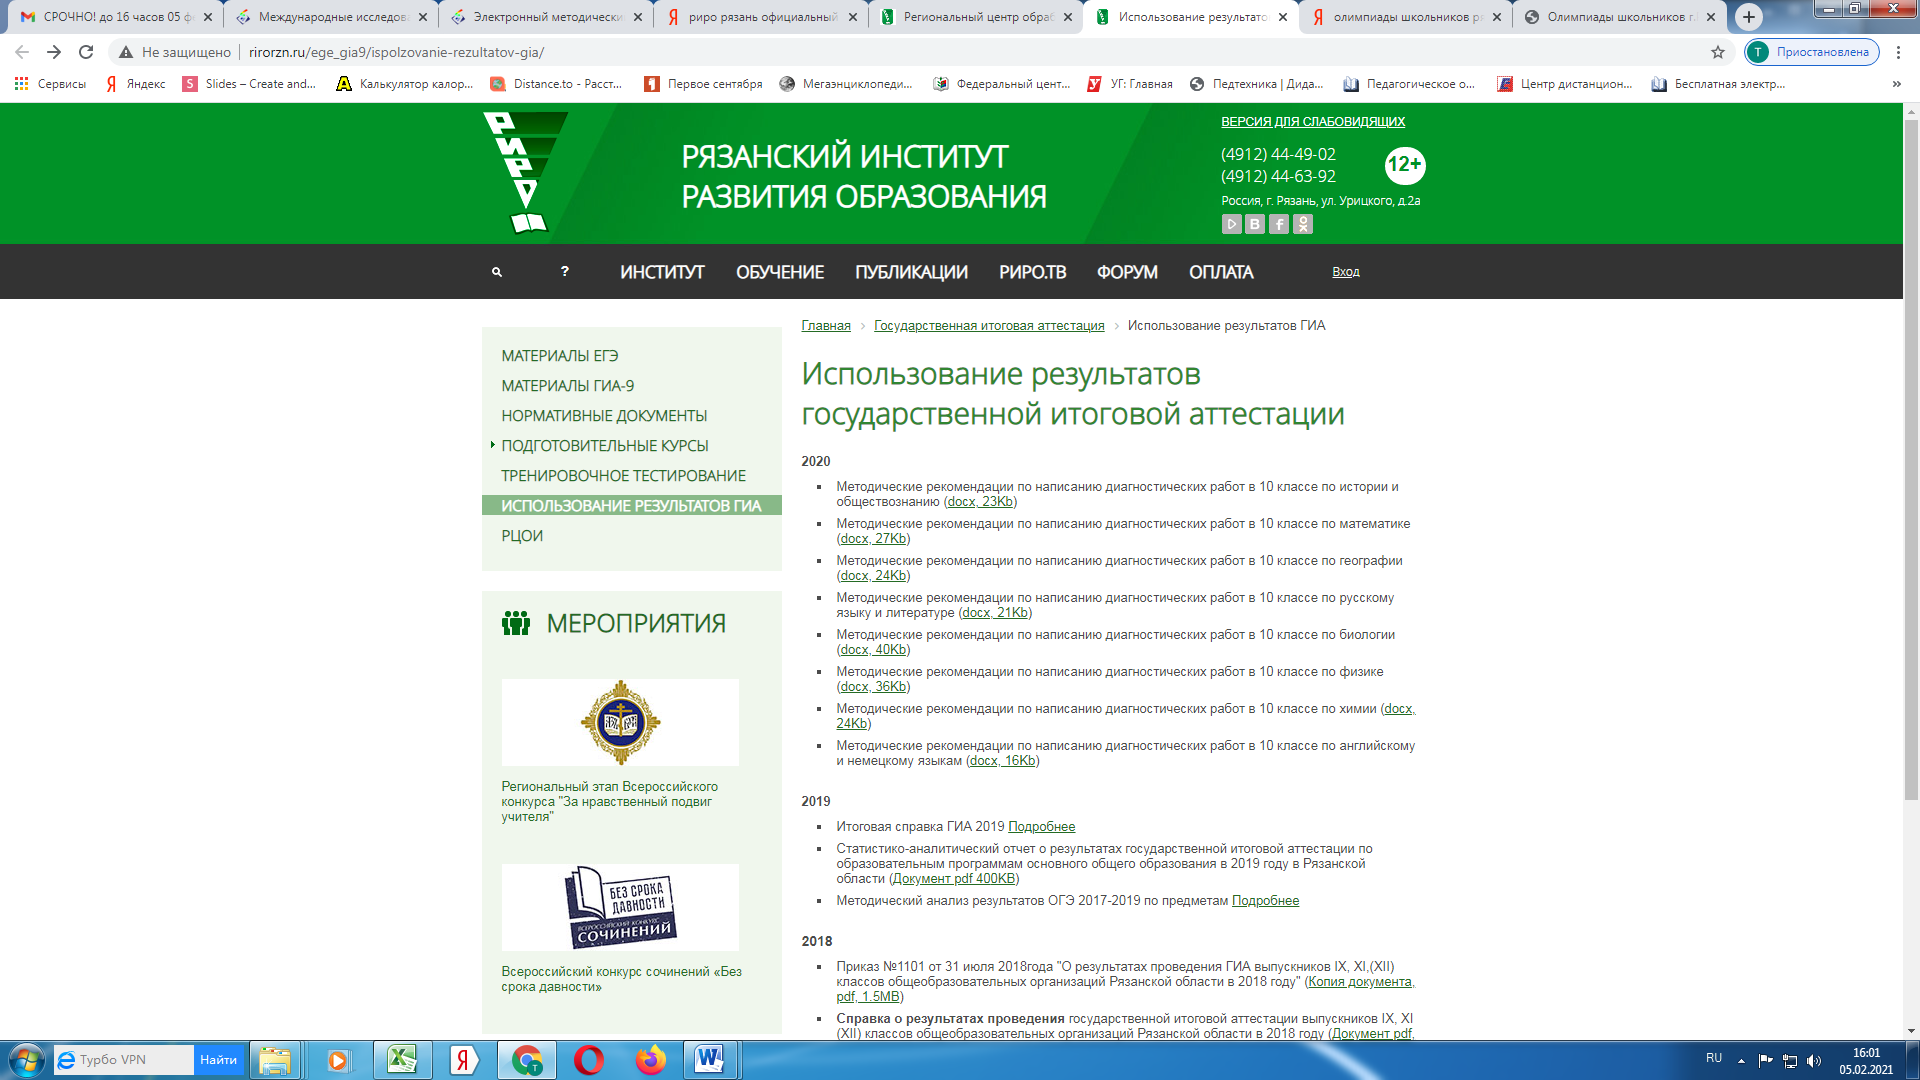 СРОЧНО! до 16 часов 05 ф
Международные исследов
Электронный методически
риро рязань официальный
Региональный центр обраб
Использование результато
олимпиады школьников ря
Олимпиады школьников г.
Не защищено
rirorzn.ru/ege_gia9/ispolzovanie-rezultatov-gia/
Т
Приостановлена
Сервисы
Яндекс
Slides – Create and...
Калькулятор калор...
Distance.to - Расст...
Первое сентября
Мегаэнциклопеди...
Федеральный цент...
УГ: Главная
Педтехника | Дида...
Педагогическое о...
Центр дистанцион...
Бесплатная электр...
»
РИРО
РЯЗАНСКИЙ ИНСТИТУТ
РАЗВИТИЯ ОБРАЗОВАНИЯ
ВЕРСИЯ ДЛЯ СЛАБОВИДЯЩИХ
(4912) 44-49-02
(4912) 44-63-92
12+
Россия, г. Рязань, ул. Урицкого, д.2а
?
ИНСТИТУТ
ОБУЧЕНИЕ
ПУБЛИКАЦИИ
РИРО.ТВ
ФОРУМ
ОПЛАТА
Вход
МАТЕРИАЛЫ ЕГЭ
МАТЕРИАЛЫ ГИА-9
НОРМАТИВНЫЕ ДОКУМЕНТЫ
ПОДГОТОВИТЕЛЬНЫЕ КУРСЫ
ТРЕНИРОВОЧНОЕ ТЕСТИРОВАНИЕ
ИСПОЛЬЗОВАНИЕ РЕЗУЛЬТАТОВ ГИА
РЦОИ
МЕРОПРИЯТИЯ
Региональный этап Всероссийского
конкурса "За нравственный подвиг
учителя"
БЕЗ СРОКА
ДАВНОСТИ
ВСЕРОССИЙСКИЙ КОНКУРС
СОЧИНЕНИЙ
Всероссийский конкурс сочинений «Без
срока давности»
Главная › Государственная итоговая аттестация › Использование результатов ГИА
Использование результатов
государственной итоговой аттестации
2020
Методические рекомендации по написанию диагностических работ в 10 классе по истории и
обществознанию (docx, 23Kb)
Методические рекомендации по написанию диагностических работ в 10 классе по математике
(docx, 27Kb)
Методические рекомендации по написанию диагностических работ в 10 классе по географии
(docx, 24Kb)
Методические рекомендации по написанию диагностических работ в 10 классе по русскому
языку и литературе (docx, 21Kb)
Методические рекомендации по написанию диагностических работ в 10 классе по биологии
(docx, 40Kb)
Методические рекомендации по написанию диагностических работ в 10 классе по физике
(docx, 36Kb)
Методические рекомендации по написанию диагностических работ в 10 классе по химии (docx,
24Kb)
Методические рекомендации по написанию диагностических работ в 10 классе по английскому
и немецкому языкам (docx, 16Kb)
2019
Итоговая справка ГИА 2019 Подробнее
Статистико-аналитический отчет о результатах государственной итоговой аттестации по
образовательным программам основного общего образования в 2019 году в Рязанской
области (Документ pdf 400KB)
Методический анализ результатов ОГЭ 2017-2019 по предметам Подробнее
2018
Приказ №1101 от 31 июля 2018года "О результатах проведения ГИА выпускников IX, XI,(XII)
классов общеобразовательных организаций Рязанской области в 2018 году" (Копия документа,
pdf, 1.5MB)
Справка о результатах проведения государственной итоговой аттестации выпускников IX, XI
(XII) классов общеобразовательных организаций Рязанской области в 2018 году (Документ pdf,
Турбо VPN
Найти
RU
16:01
05.02.2021